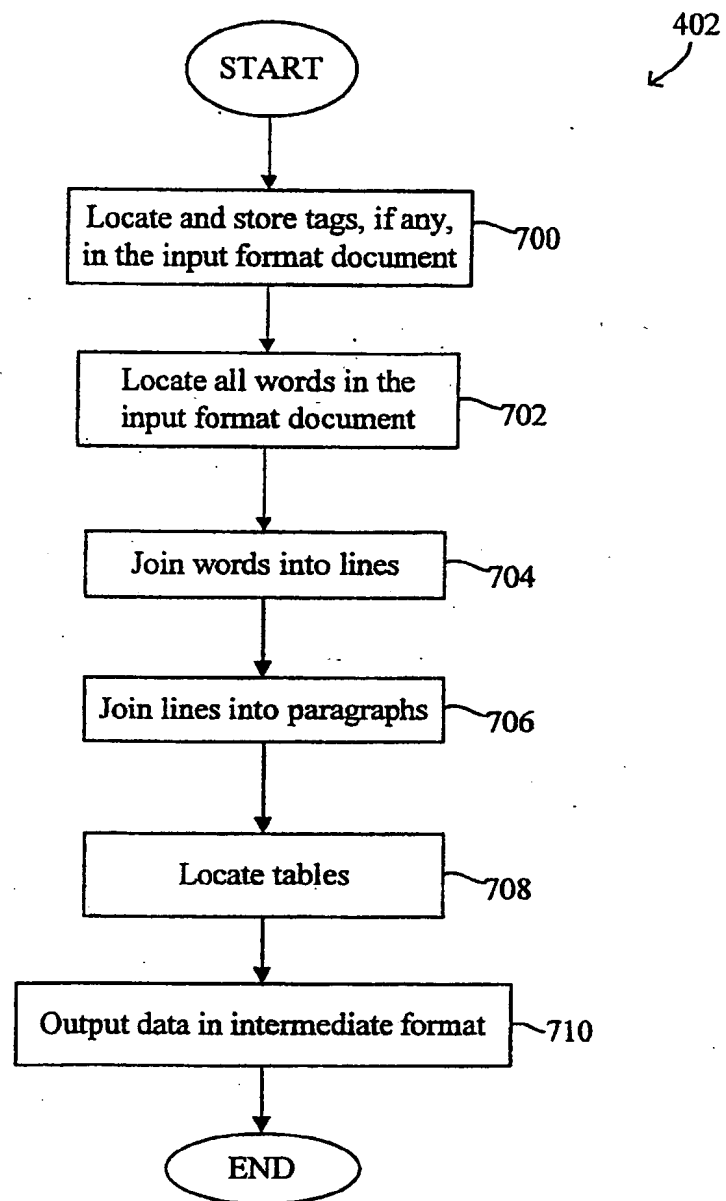 402
START
Locate and store tags, if any,
in the input format document
700
Locate all words in the
input format document
702
Join words into lines
704
Join lines into paragraphs
706
Locate tables
708
Output data in intermediate format
710
END